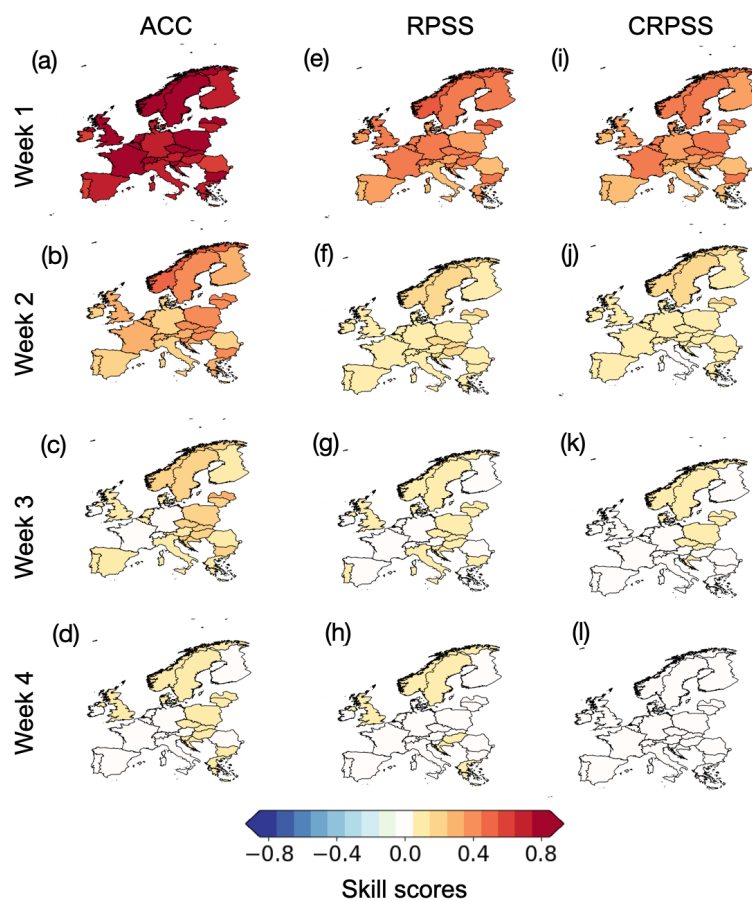 ACC RPSS CRPSS
(a) (e) (i)
Week 1
(b) (f) (j)
Week 2
(c) (g) (k)
Week 3
(d) (h) (l)
Week 4
−0.8 −0.4 0.0 0.4 0.8
Skill scores